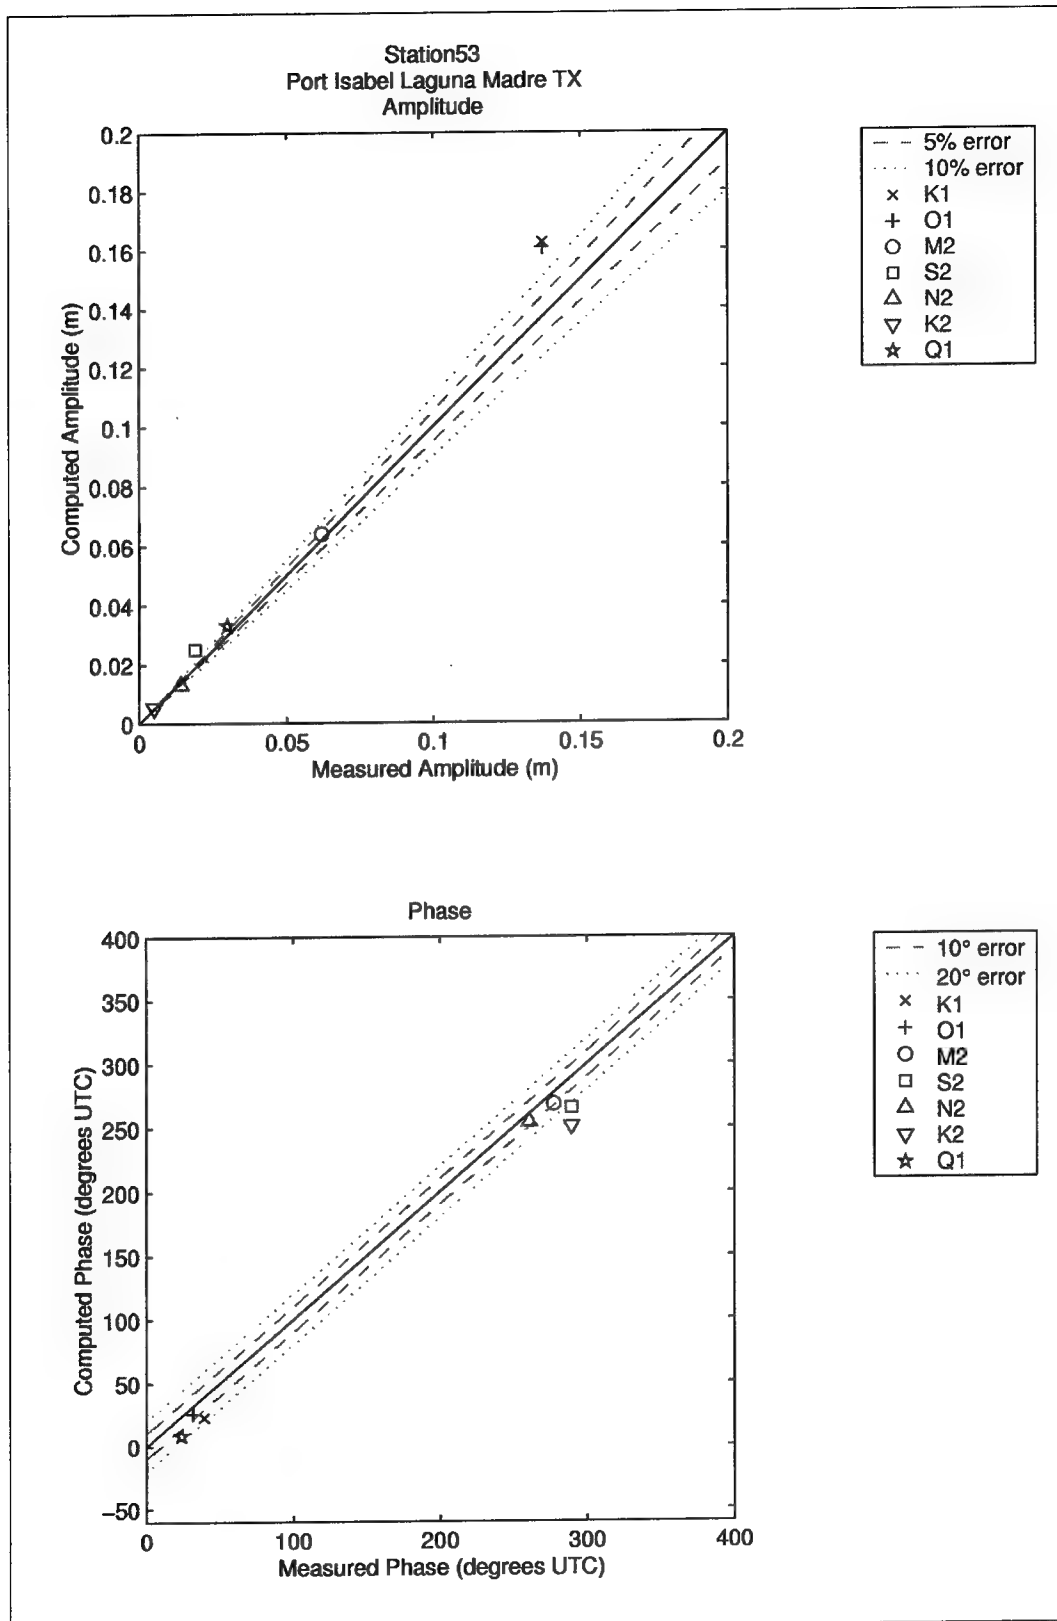 Station53
Port Isabel Laguna Madre TX
Amplitude
0.2
0.18
0.16
0.14
0.12
0.1
0.08
0.06
0.04
0.02
0
Computed Amplitude (m)
0
0.05
0.1
0.15
0.2
Measured Amplitude (m)
5% error
10% error
K1
O1
M2
S2
N2
K2
Q1
Phase
400
350
300
250
200
150
100
50
0
−50
Computed Phase (degrees UTC)
0
100
200
300
400
Measured Phase (degrees UTC)
10° error
20° error
K1
O1
M2
S2
N2
K2
Q1